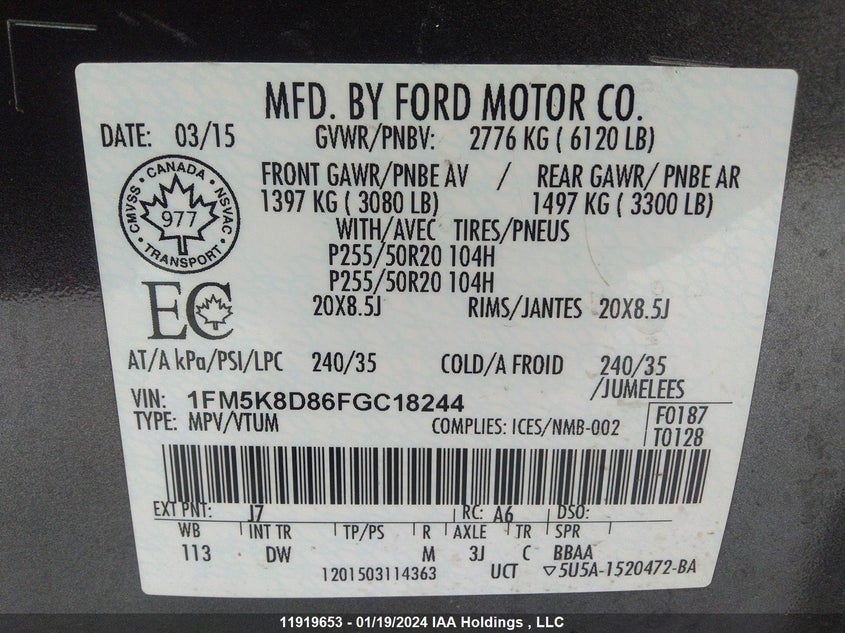 MFD. BY FORD MOTOR CO.
DATE: 03/15 GVWR/PNBV: 2776 KG ( 6120 LB)
FRONT GAWR/PNBE AV / REAR GAWR/ PNBE AR
1397 KG ( 3080 LB) 1497 KG ( 3300 LB)
WITH/AVEC TIRES/PNEUS
P255/50R20 104H
P255/50R20 104H
20X8.5J RIMS/JANTES 20X8.5J
CMVSS • CANADA • NSVAC • TRANSPORT •
977
EC
AT/A kPa/PSI/LPC 240/35 COLD/A FROID 240/35
/JUMELEES
VIN: 1FM5K8D86FGC18244
TYPE: MPV/VTUM COMPLIES: ICES/NMB-002
F0187
T0128
EXT PNT: J7 RC: A6 DSO:
WB INT TR TP/PS R AXLE TR SPR
113 DW M 3J C BBAA
1201503114363 UCT ▽5U5A-1520472-BA
11919653 - 01/19/2024 IAA Holdings , LLC